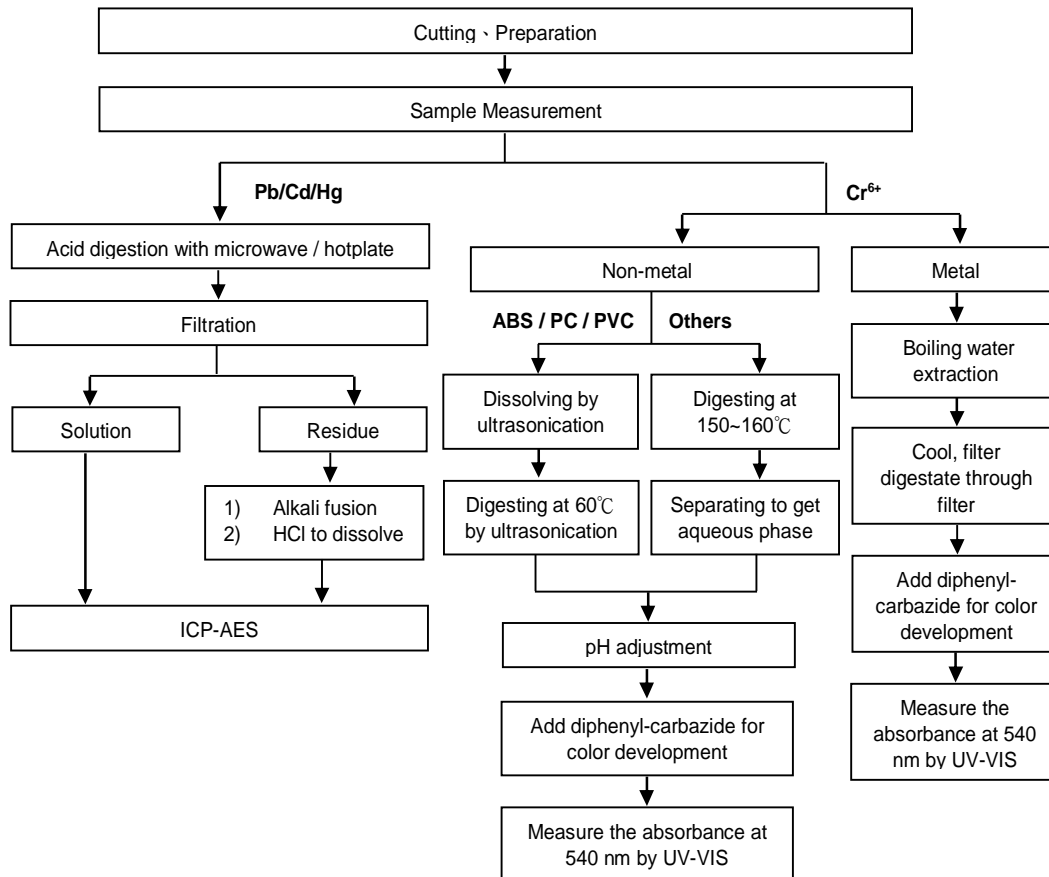 Cutting、Preparation
Sample Measurement
Pb/Cd/Hg
Cr⁶⁺
Acid digestion with microwave / hotplate
Filtration
Solution
Residue
1) Alkali fusion
2) HCl to dissolve
ICP-AES
Non-metal
ABS / PC / PVC
Others
Dissolving by
ultrasonication
Digesting at 60℃
by ultrasonication
Digesting at
150~160℃
Separating to get
aqueous phase
pH adjustment
Add diphenyl-carbazide for
color development
Measure the absorbance at
540 nm by UV-VIS
Metal
Boiling water
extraction
Cool, filter
digestate through
filter
Add diphenyl-
carbazide for color
development
Measure the
absorbance at 540
nm by UV-VIS